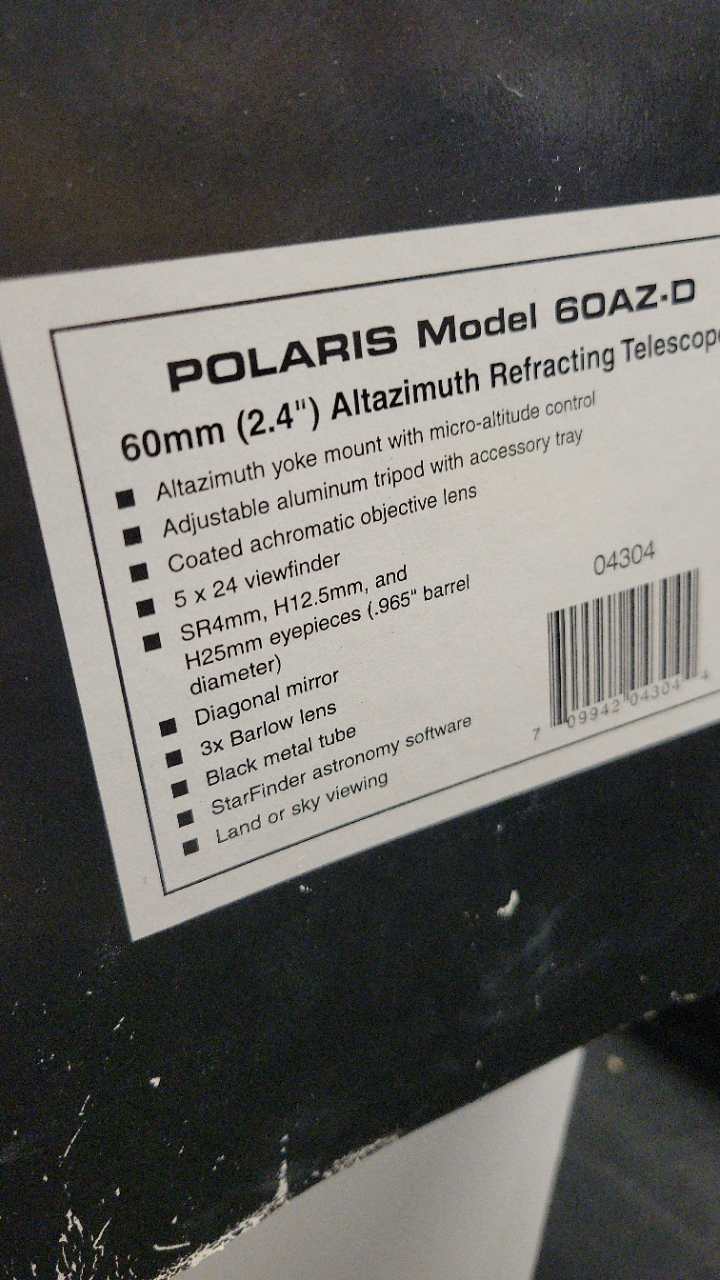 POLARIS Model 60AZ-D
60mm (2.4") Altazimuth Refracting Telescope
■ Altazimuth yoke mount with micro-altitude control
■ Adjustable aluminum tripod with accessory tray
■ Coated achromatic objective lens
■ 5 x 24 viewfinder
■ SR4mm, H12.5mm, and
H25mm eyepieces (.965" barrel
diameter)
■ Diagonal mirror
■ 3x Barlow lens
■ Black metal tube
■ StarFinder astronomy software
■ Land or sky viewing
04304
7 09942 04304 4